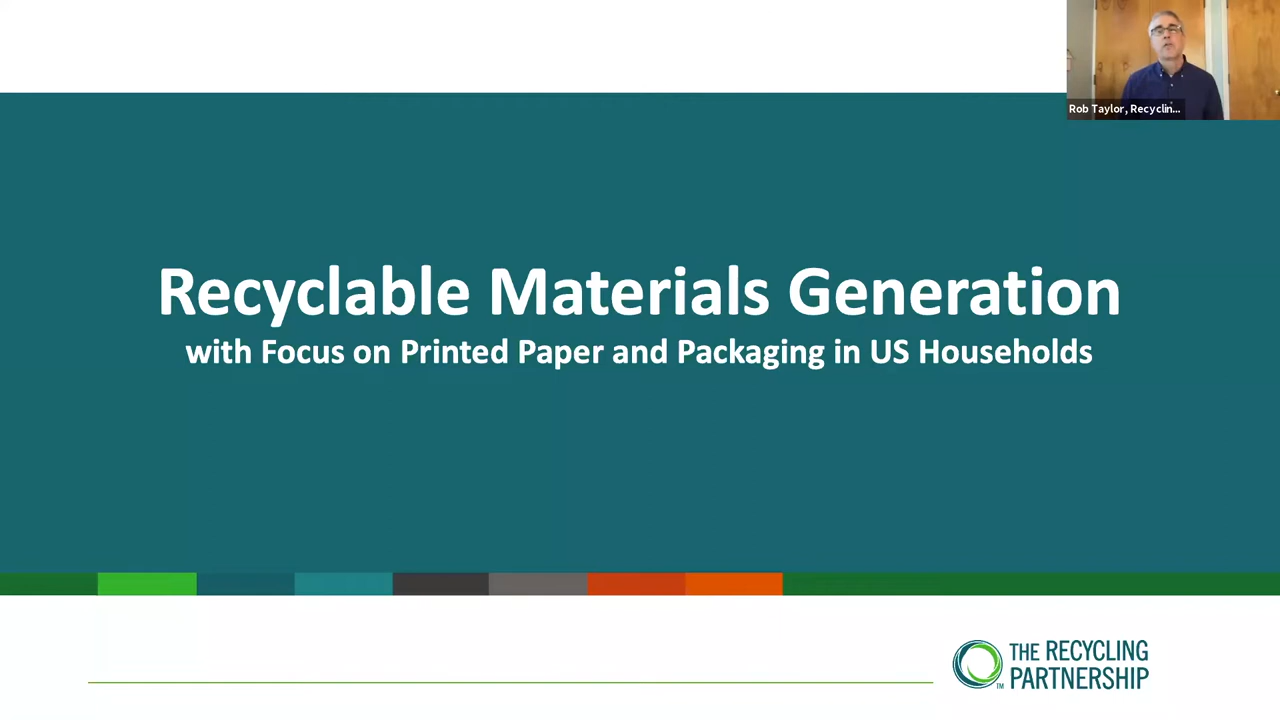 Rob Taylor, Recyclin...
Recyclable Materials Generation
with Focus on Printed Paper and Packaging in US Households
THE RECYCLING
PARTNERSHIP
TM